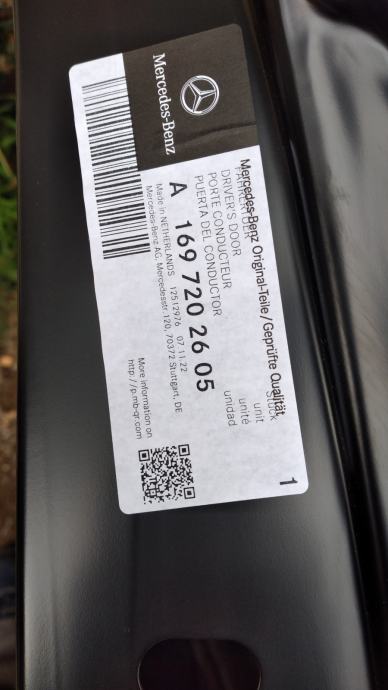 Mercedes-Benz
Mercedes-Benz Original-Teile/Geprüfte Qualität
DRIVER'S DOOR
PORTE CONDUCTEUR
PUERTA DEL CONDUCTOR
Stück
unit
unité
unidad
1
A 169 720 26 05
Made in NETHERLANDS 12512976 07.11.22
Mercedes-Benz AG, Mercedesstr.120, 70372 Stuttgart, DE
More information on
http://p.mb-qr.com